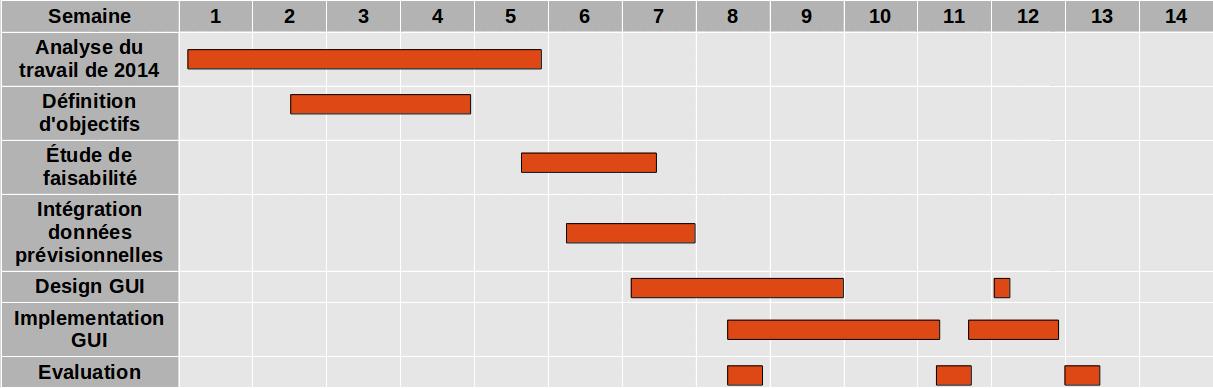 Semaine 1 2 3 4 5 6 7 8 9 10 11 12 13 14
Analyse du
travail de 2014
Définition
d'objectifs
Étude de
faisabilité
Intégration
données
prévisionnelles
Design GUI
Implementation
GUI
Evaluation